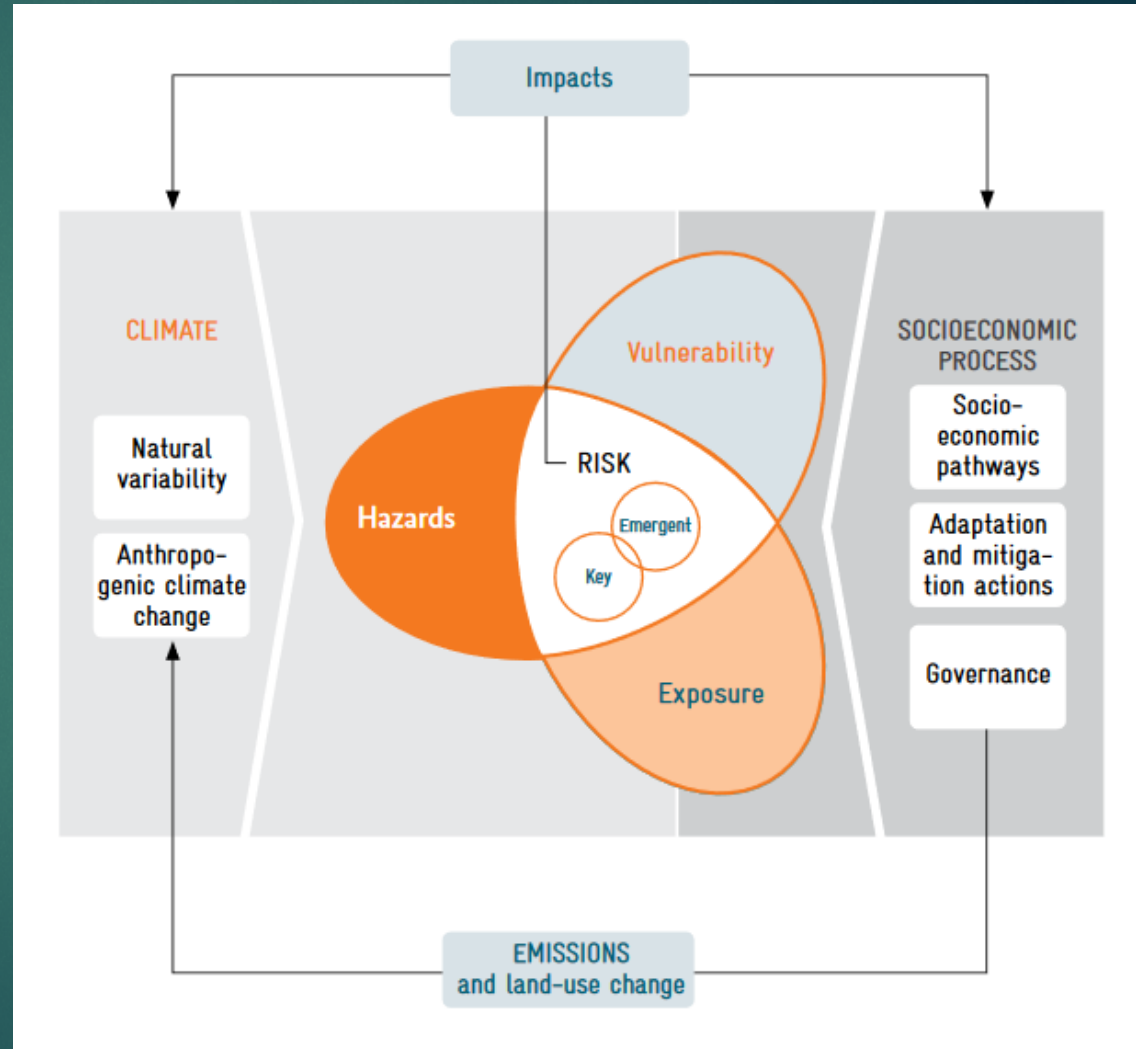 Impacts
CLIMATE
Natural
variability
Anthropo-
genic climate
change
Hazards
Vulnerability
RISK
Emergent
Key
Exposure
SOCIOECONOMIC
PROCESS
Socio-
economic
pathways
Adaptation
and mitiga-
tion actions
Governance
EMISSIONS
and land-use change